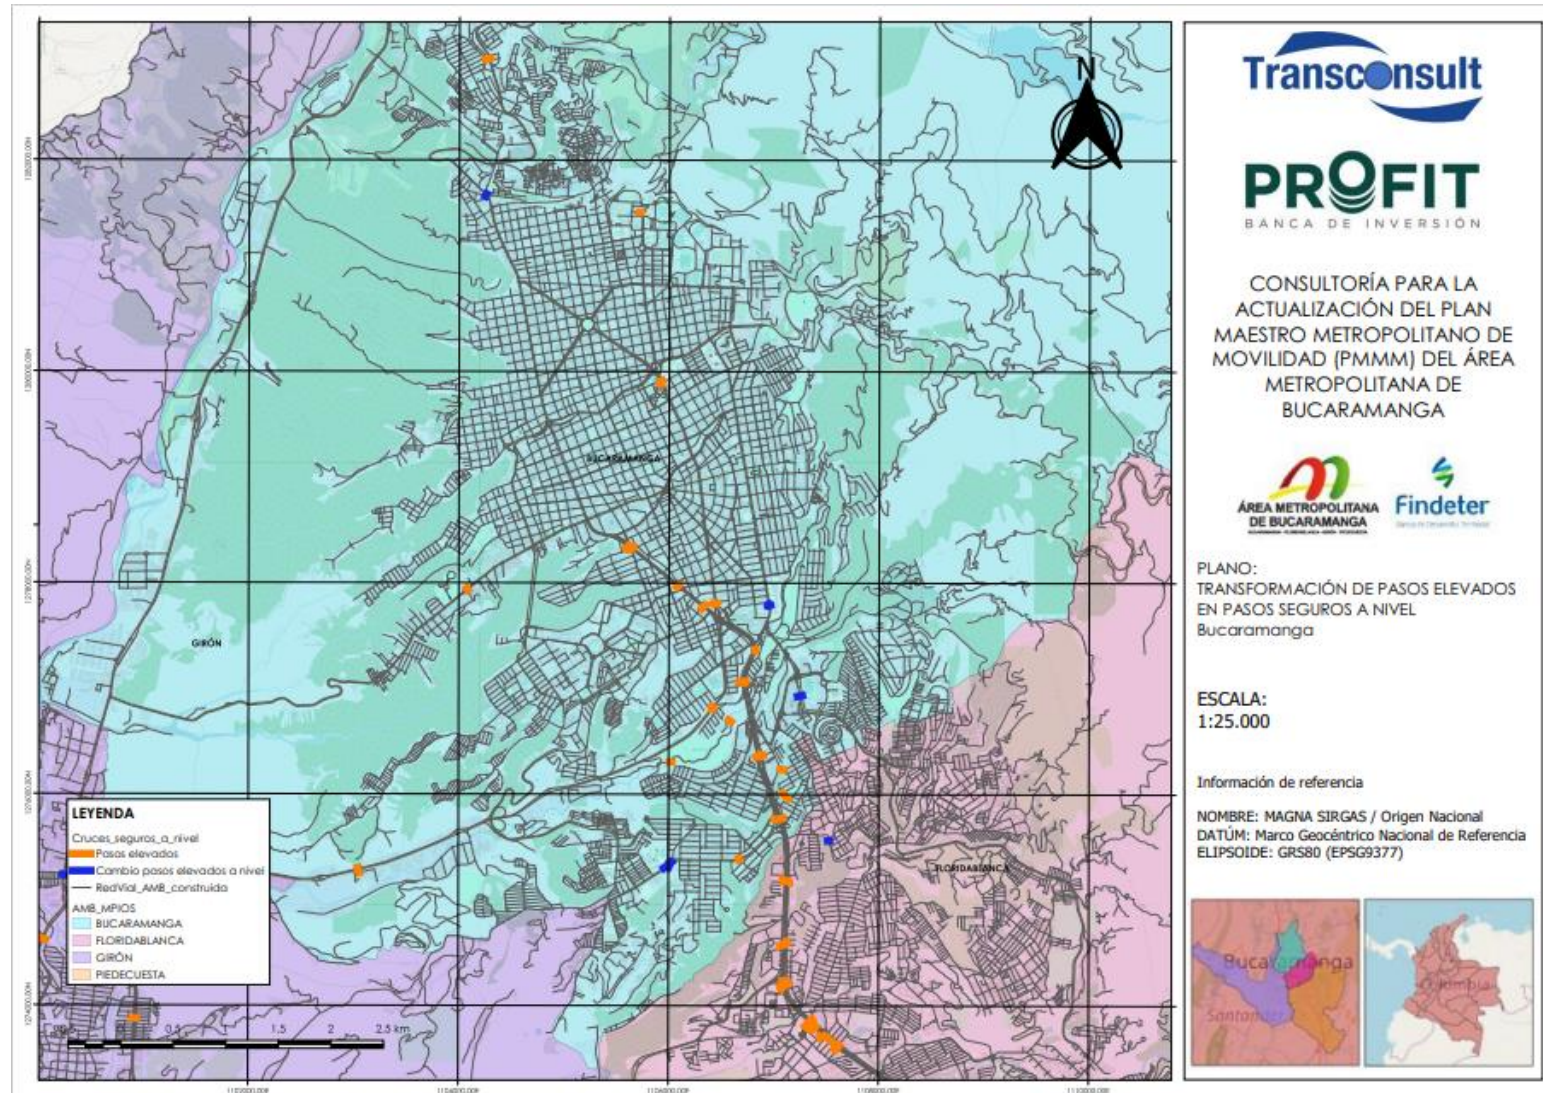 N
BUCARAMANGA
GIRÓN
FLORIDABLANCA
LEYENDA
Cruces_seguros_a_nivel
Pasos elevados
Cambio pasos elevados a nivel
RedVial_AMB_construida
AMB_MPIOS
BUCARAMANGA
FLORIDABLANCA
GIRÓN
PIEDECUESTA
0.5
1.5
2
2.5 km
Transconsult
PROFIT
BANCA DE INVERSIÓN
CONSULTORÍA PARA LA
ACTUALIZACIÓN DEL PLAN
MAESTRO METROPOLITANO DE
MOVILIDAD (PMMM) DEL ÁREA
METROPOLITANA DE
BUCARAMANGA
ÁREA METROPOLITANA
DE BUCARAMANGA
Findeter
PLANO:
TRANSFORMACIÓN DE PASOS ELEVADOS
EN PASOS SEGUROS A NIVEL
Bucaramanga
ESCALA:
1:25.000
Información de referencia
NOMBRE: MAGNA SIRGAS / Origen Nacional
DATÚM: Marco Geocéntrico Nacional de Referencia
ELIPSOIDE: GRS80 (EPSG9377)
Bucaramanga
Santander
Colombia